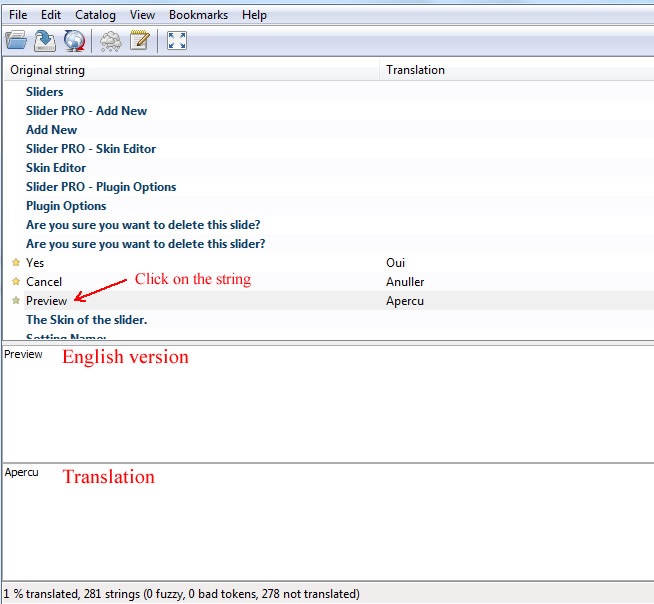 File Edit Catalog View Bookmarks Help
Original string Translation
Sliders
Slider PRO - Add New
Add New
Slider PRO - Skin Editor
Skin Editor
Slider PRO - Plugin Options
Plugin Options
Are you sure you want to delete this slide?
Are you sure you want to delete this slider?
Yes Oui
Cancel Anuller
Click on the string
Preview Apercu
The Skin of the slider.
Setting Name:
Preview
English version
Apercu
Translation
1 % translated, 281 strings (0 fuzzy, 0 bad tokens, 278 not translated)